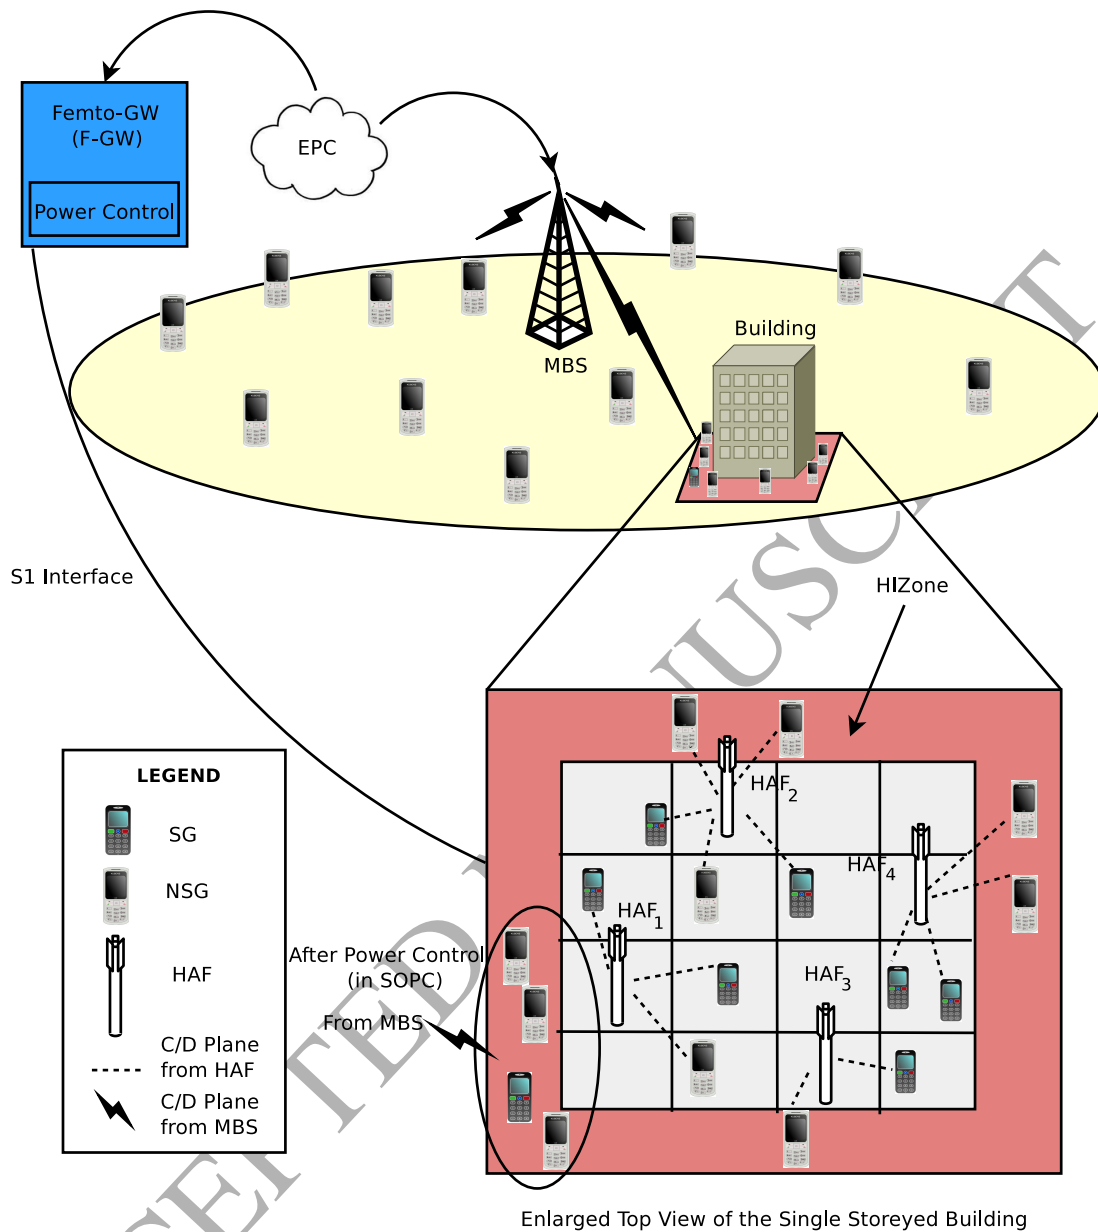 Femto-GW
(F-GW)
Power Control
EPC
MBS
Building
S1 Interface
HIZone
LEGEND
SG
NSG
HAF
C/D Plane
from HAF
C/D Plane
from MBS
HAF2
HAF4
HAF1
HAF3
After Power Control
(in SOPC)
From MBS
Enlarged Top View of the Single Storeyed Building